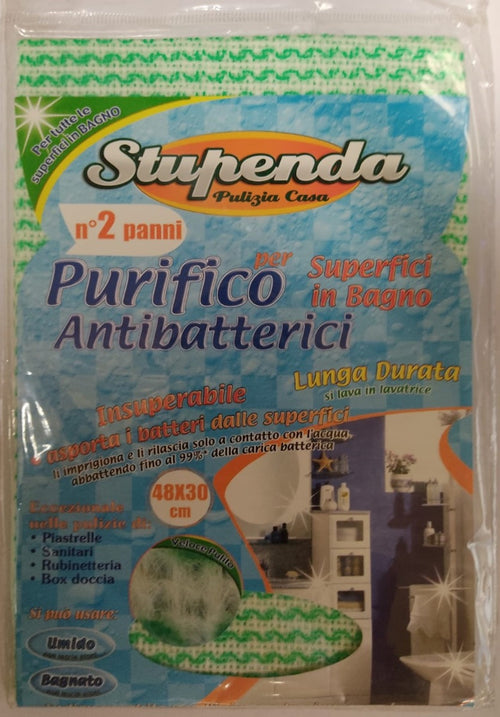 Per tutte le
superfici in BAGNO
Stupenda
Pulizia Casa
n°2 panni
Purifico per Superfici
in Bagno
Antibatterici
Lunga Durata
si lava in lavatrice
Insuperabile
e asporta i batteri dalle superfici
li imprigiona e li rilascia solo a contatto con l'acqua
abbattendo fino al 99%* della carica batterica
48X30
cm
Eccezionale
nelle pulizie di:
• Piastrelle
• Sanitari
• Rubinetteria
• Box doccia
Veloce Pulito
Si può usare:
Umido
Bagnato